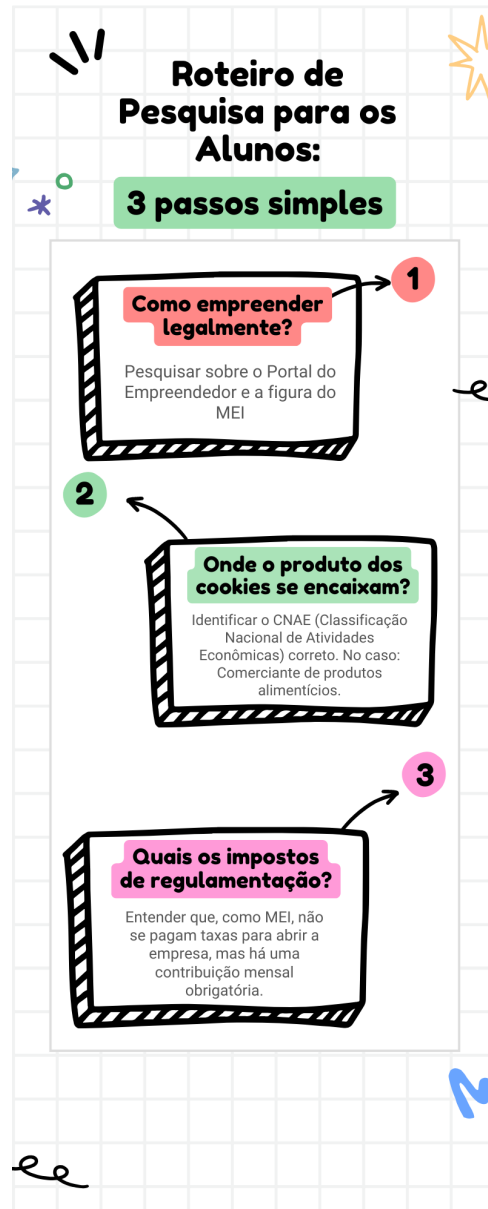 Roteiro de
Pesquisa para os
Alunos:
3 passos simples
1
Como empreender
legalmente?
Pesquisar sobre o Portal do
Empreendedor e a figura do
MEI
2
Onde o produto dos
cookies se encaixam?
Identificar o CNAE (Classificação
Nacional de Atividades
Econômicas) correto. No caso:
Comerciante de produtos
alimentícios.
3
Quais os impostos
de regulamentação?
Entender que, como MEI, não
se pagam taxas para abrir a
empresa, mas há uma
contribuição mensal
obrigatória.